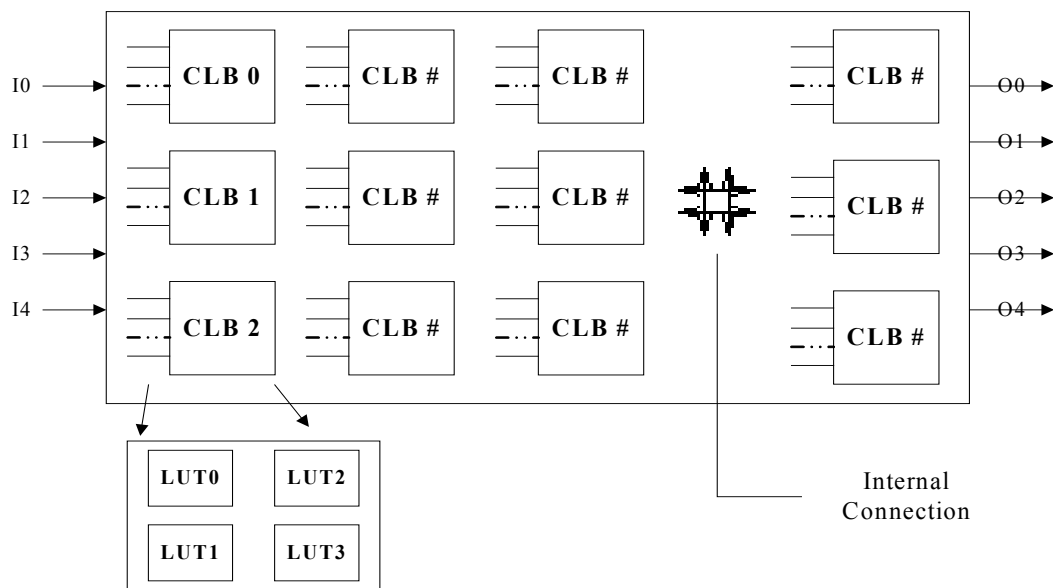 CLB 0 CLB # CLB # CLB #
I0 O0
I1 O1
CLB 1 CLB # CLB # CLB #
I2 O2
I3 O3
I4 O4
CLB 2 CLB # CLB # CLB #
LUT0 LUT2
LUT1 LUT3
Internal
Connection